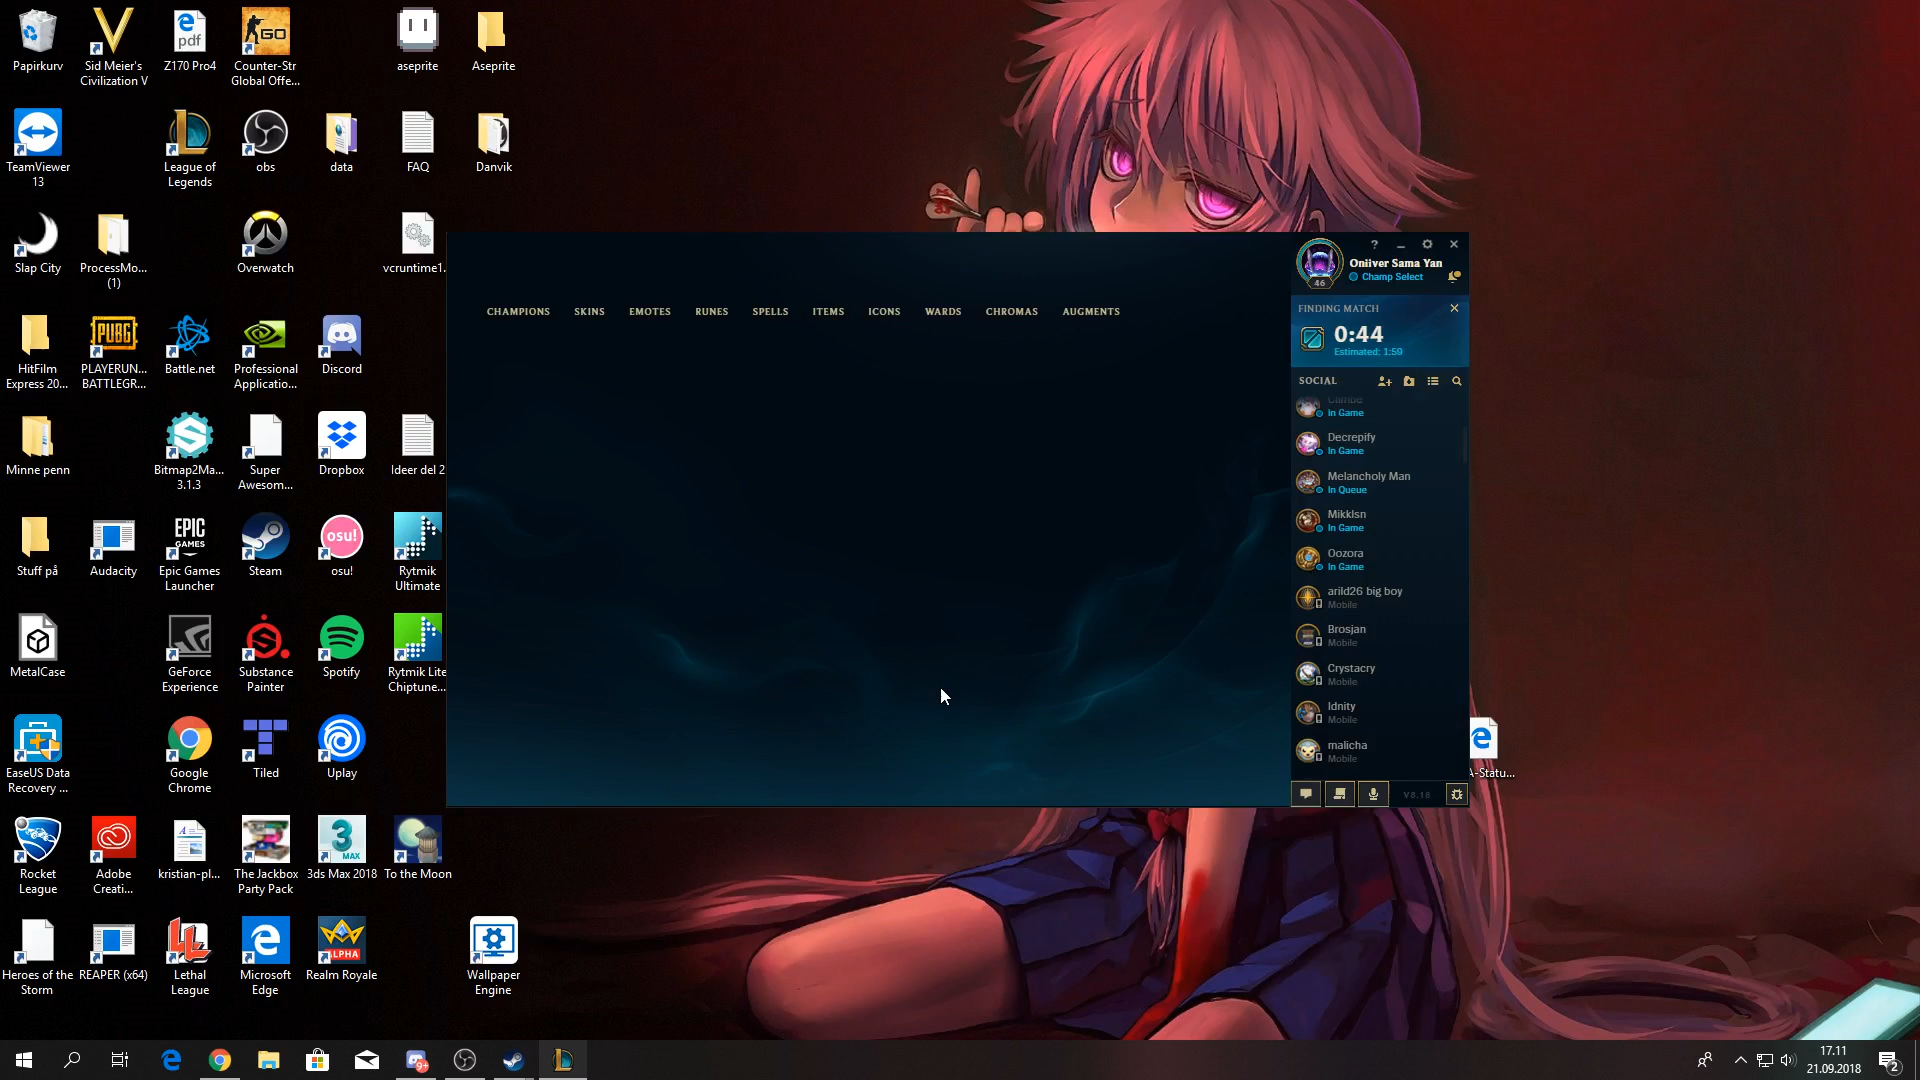 Papirkurv
Sid Meier's
Civilization V
Z170 Pro4
Counter-Str
Global Offe...
aseprite
Aseprite
TeamViewer
13
League of
Legends
obs
data
FAQ
Danvik
Slap City
ProcessMo...
(1)
Overwatch
vcruntime1.
HitFilm
Express 20...
PLAYERUN...
BATTLEGR...
Battle.net
Professional
Applicatio...
Discord
Minne penn
Bitmap2Ma...
3.1.3
Super
Awesom...
Dropbox
Ideer del 2
Stuff på
Audacity
Epic Games
Launcher
Steam
osu!
Rytmik
Ultimate
MetalCase
GeForce
Experience
Substance
Painter
Spotify
Rytmik Lite
Chiptune...
EaseUS Data
Recovery ...
Google
Chrome
Tiled
Uplay
Rocket
League
Adobe
Creati...
kristian-pl...
The Jackbox
Party Pack
3ds Max 2018
To the Moon
Heroes of the
Storm
REAPER (x64)
Lethal
League
Microsoft
Edge
Realm Royale
Wallpaper
Engine
A-Statu...
CHAMPIONS SKINS EMOTES RUNES SPELLS ITEMS ICONS WARDS CHROMAS AUGMENTS
Oniiver Sama Yan
Champ Select
46
FINDING MATCH
0:44
Estimated: 1:59
SOCIAL
In Game
Decrepify
In Game
Melancholy Man
In Queue
Mikklsn
In Game
Oozora
In Game
arild26 big boy
Mobile
Brosjan
Mobile
Crystacry
Mobile
Idnity
Mobile
malicha
Mobile
V8.18
17.11
21.09.2018
2